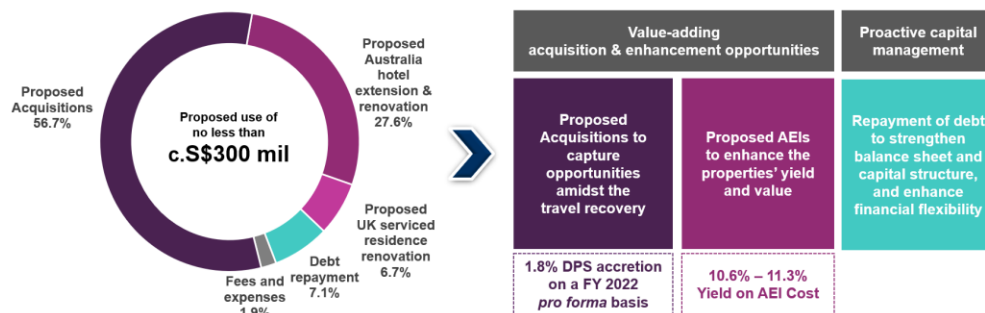 Proposed
Acquisitions
56.7%
Proposed use of
no less than
c.S$300 mil
Proposed
Australia
hotel
extension &
renovation
27.6%
Proposed
UK serviced
residence
renovation
6.7%
Debt
repayment
7.1%
Fees and
expenses
1.9%
Value-adding
acquisition & enhancement opportunities
Proactive capital
management
Proposed
Acquisitions to
capture
opportunities
amidst the
travel recovery
Proposed AEIs
to enhance the
properties' yield
and value
Repayment of debt
to strengthen
balance sheet and
capital structure,
and enhance
financial flexibility
1.8% DPS accretion
on a FY 2022
pro forma basis
10.6% – 11.3%
Yield on AEI Cost